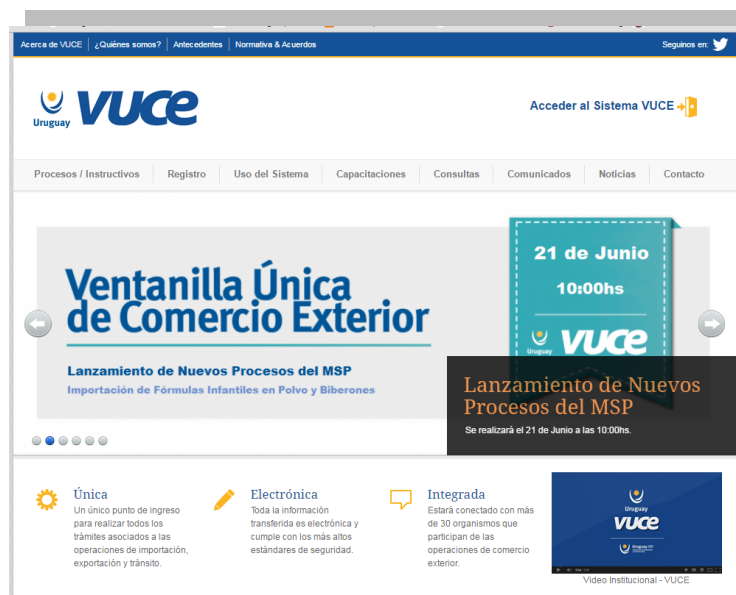 Acerca de VUCE
¿Quiénes somos?
Antecedentes
Normativa & Acuerdos
Seguinos en:
Uruguay
vuce
Acceder al Sistema VUCE
Procesos / Instructivos
Registro
Uso del Sistema
Capacitaciones
Consultas
Comunicados
Noticias
Contacto
Ventanilla Única
de Comercio Exterior
Lanzamiento de Nuevos Procesos del MSP
Importación de Fórmulas Infantiles en Polvo y Biberones
21 de Junio
10:00hs
Uruguay
vuce
Lanzamiento de Nuevos
Procesos del MSP
Se realizará el 21 de Junio a las 10:00hs.
Única
Un único punto de ingreso
para realizar todos los
trámites asociados a las
operaciones de importación,
exportación y tránsito.
Electrónica
Toda la información
transferida es electrónica y
cumple con los más altos
estándares de seguridad.
Integrada
Estará conectado con más
de 30 organismos que
participan de las
operaciones de comercio
exterior.
Uruguay
vuce
Video Institucional - VUCE